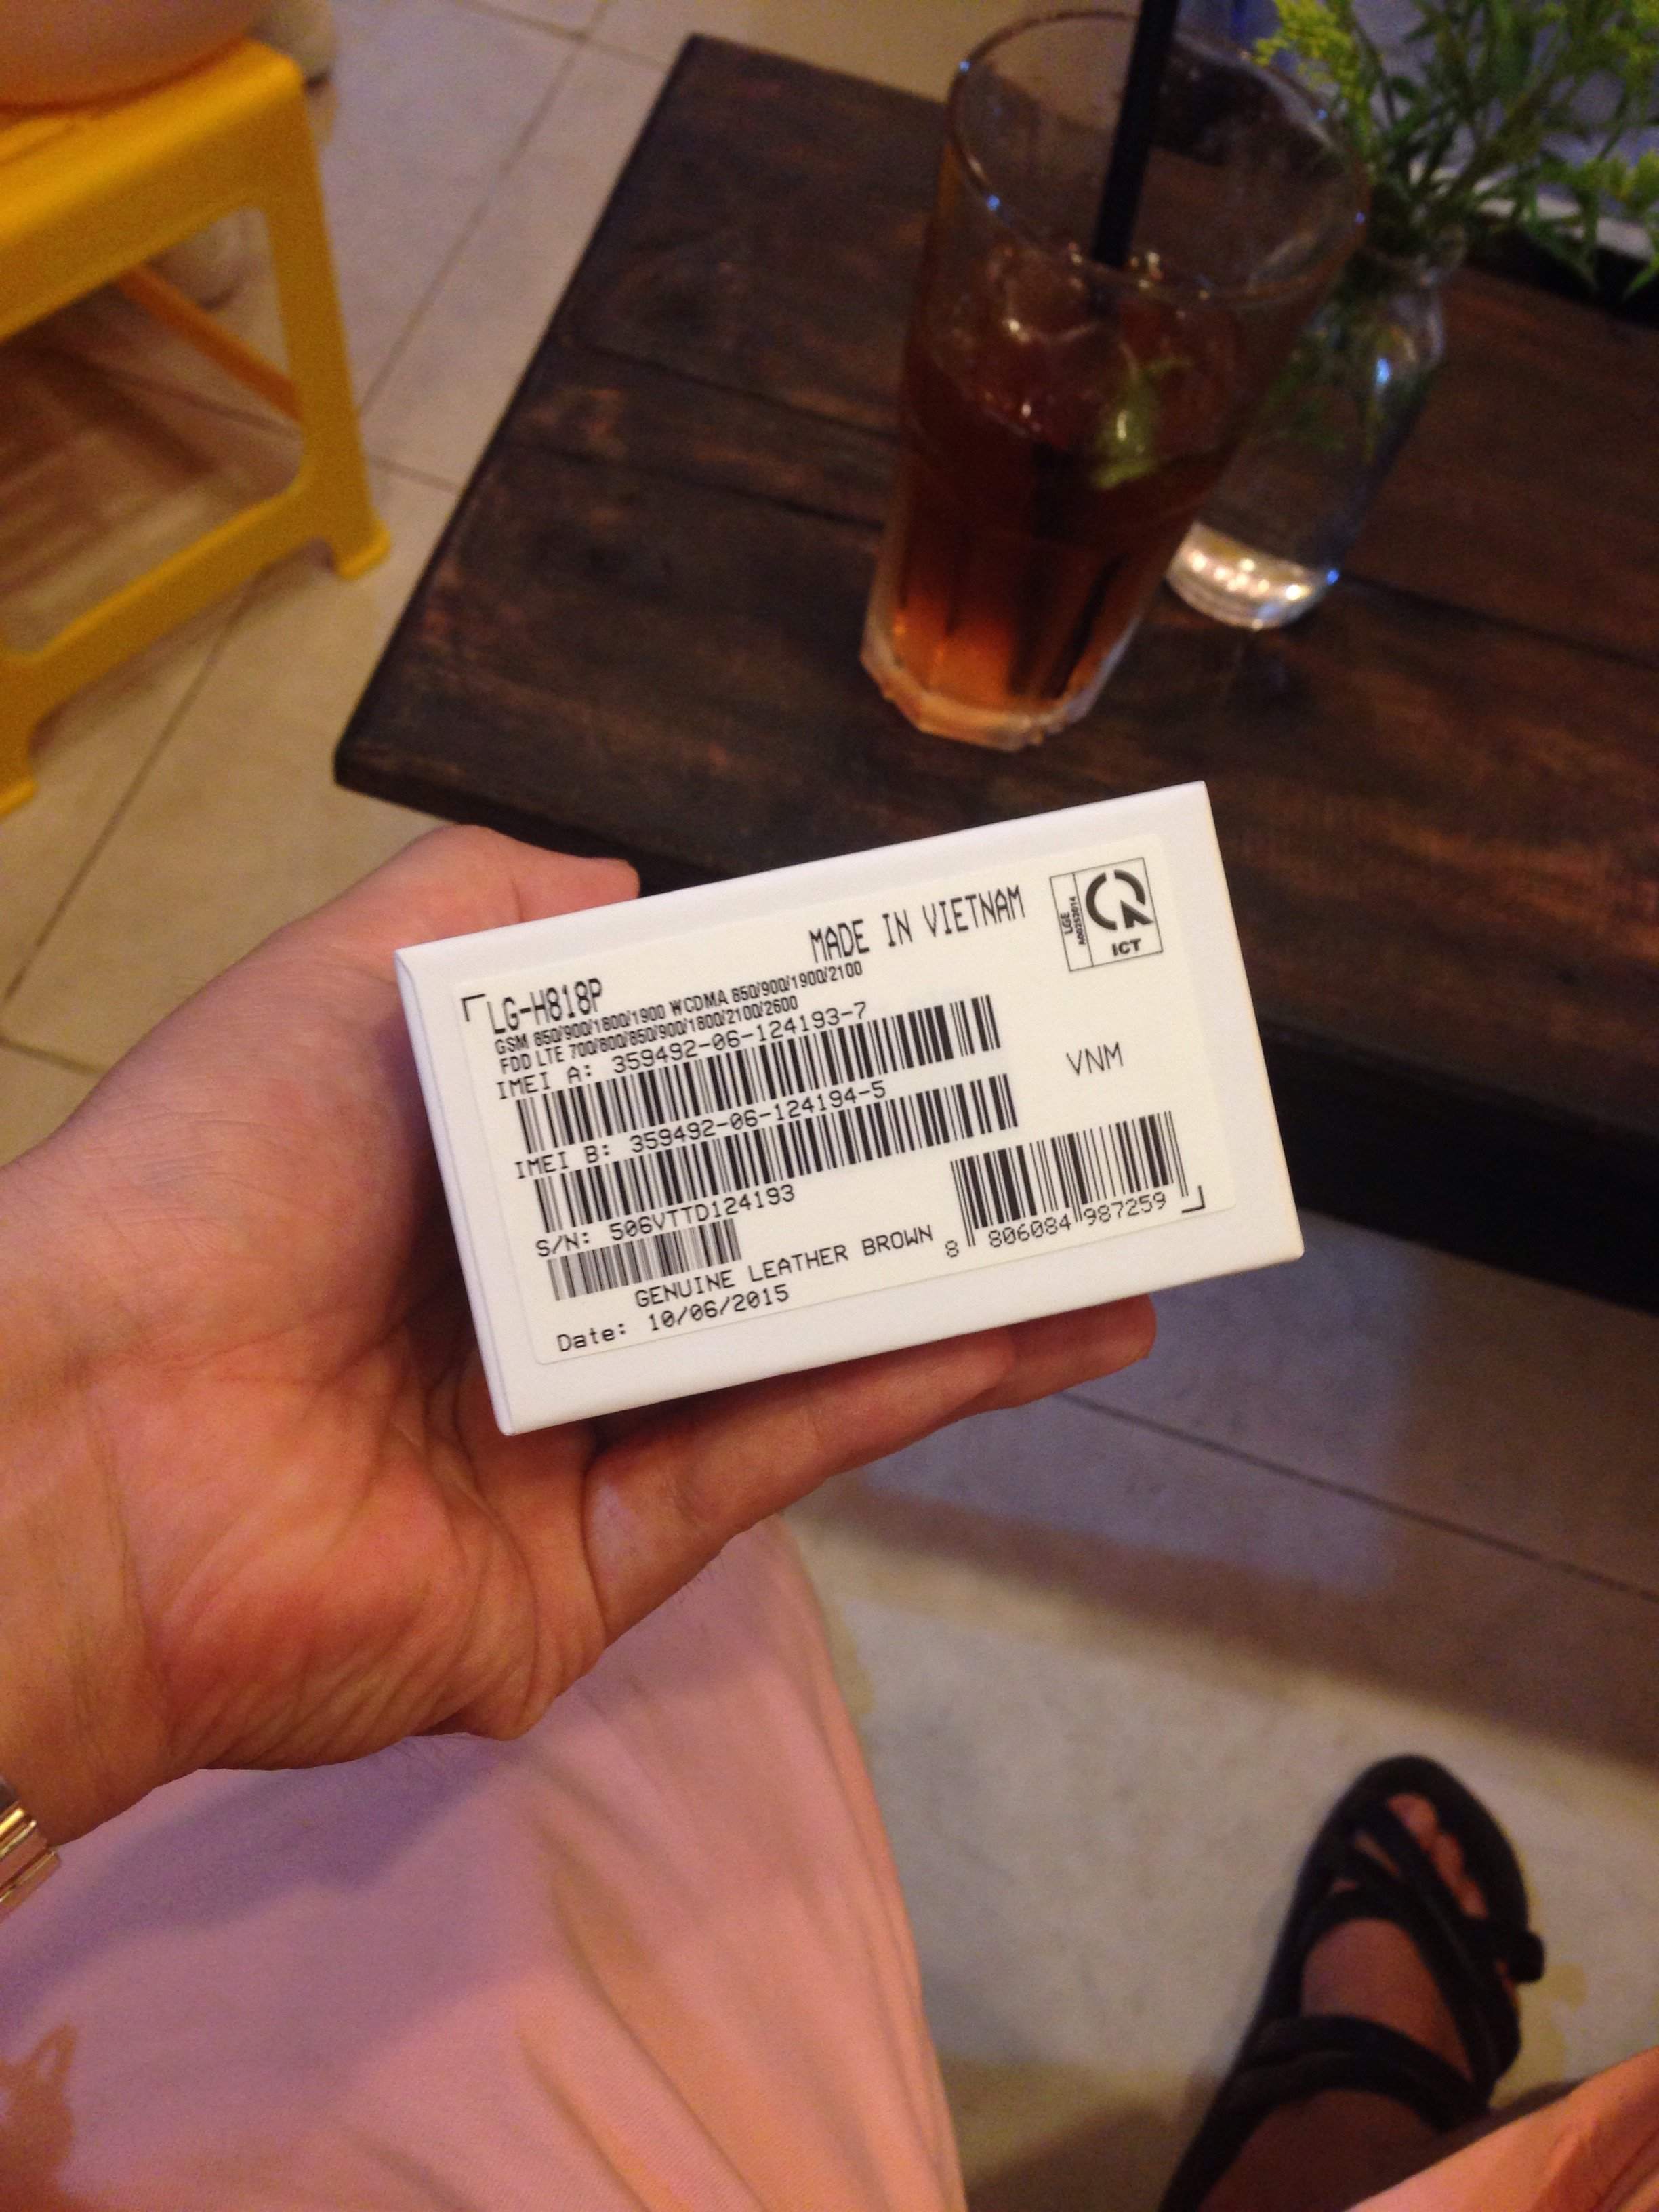 MADE IN VIETNAM
LGE
A00253014
ICT
LG-H818P
GSM 850/900/1800/1900 WCDMA 850/900/1900/2100
FDD LTE 700/800/850/900/1800/2100/2600
IMEI A: 359492-06-124193-7
VNM
IMEI B: 359492-06-124194-5
S/N: 506VTTD124193
8 806084 987259
GENUINE LEATHER BROWN
Date: 10/06/2015